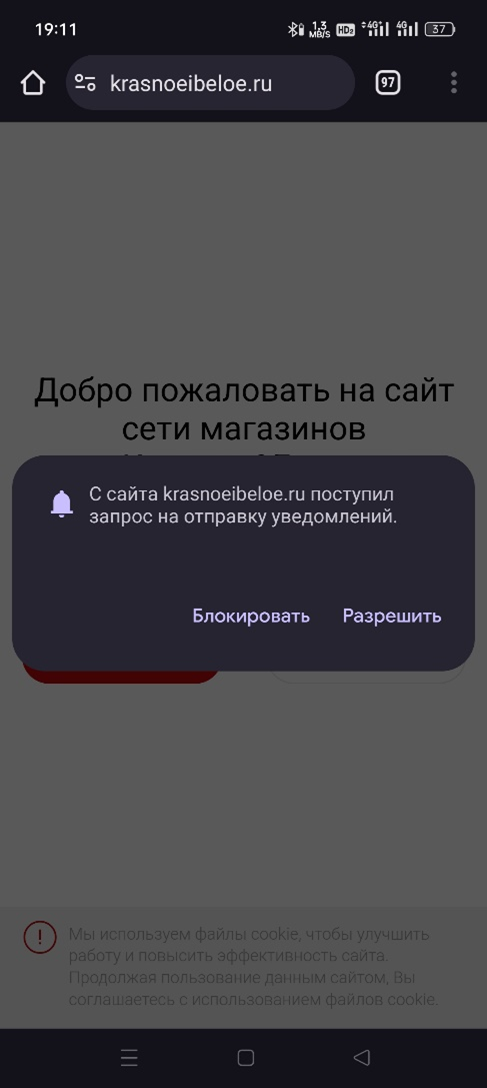 19:11
1,3
MB/S
HD2
4G+
4G
37
krasnoeibeloe.ru
97
Добро пожаловать на сайт
сети магазинов
С сайта krasnoeibeloe.ru поступил
запрос на отправку уведомлений.
Блокировать
Разрешить
Мы используем файлы cookie, чтобы улучшить
работу и повысить эффективность сайта.
Продолжая пользование данным сайтом, Вы
соглашаетесь с использованием файлов cookie.